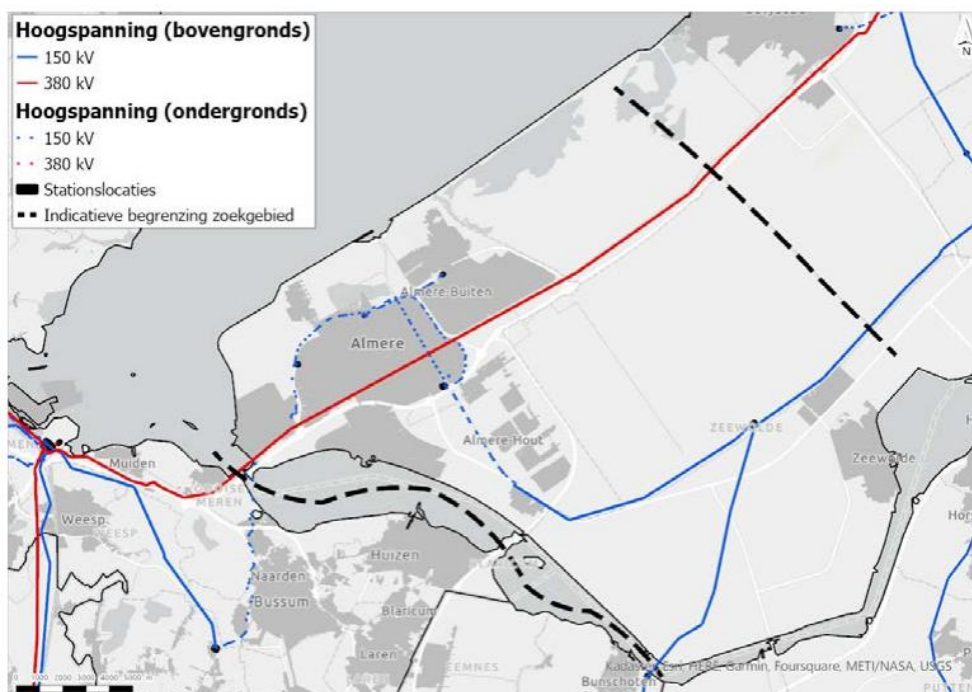 Hoogspanning (bovengronds)
150 kV
380 kV
Hoogspanning (ondergronds)
150 kV
380 kV
Stationslocaties
Indicatieve begrenzing zoekgebied
N
Almere-Buiten
Almere
Almere-Hout
ZEEWOLDE
Zeewolde
Muiden
MEREN
Weesp
Huizen
Naarden
Bussum
Blaricum
Laren
Bunschoten
Kadaster, Esri, HERE, Garmin, Foursquare, METI/NASA, USGS